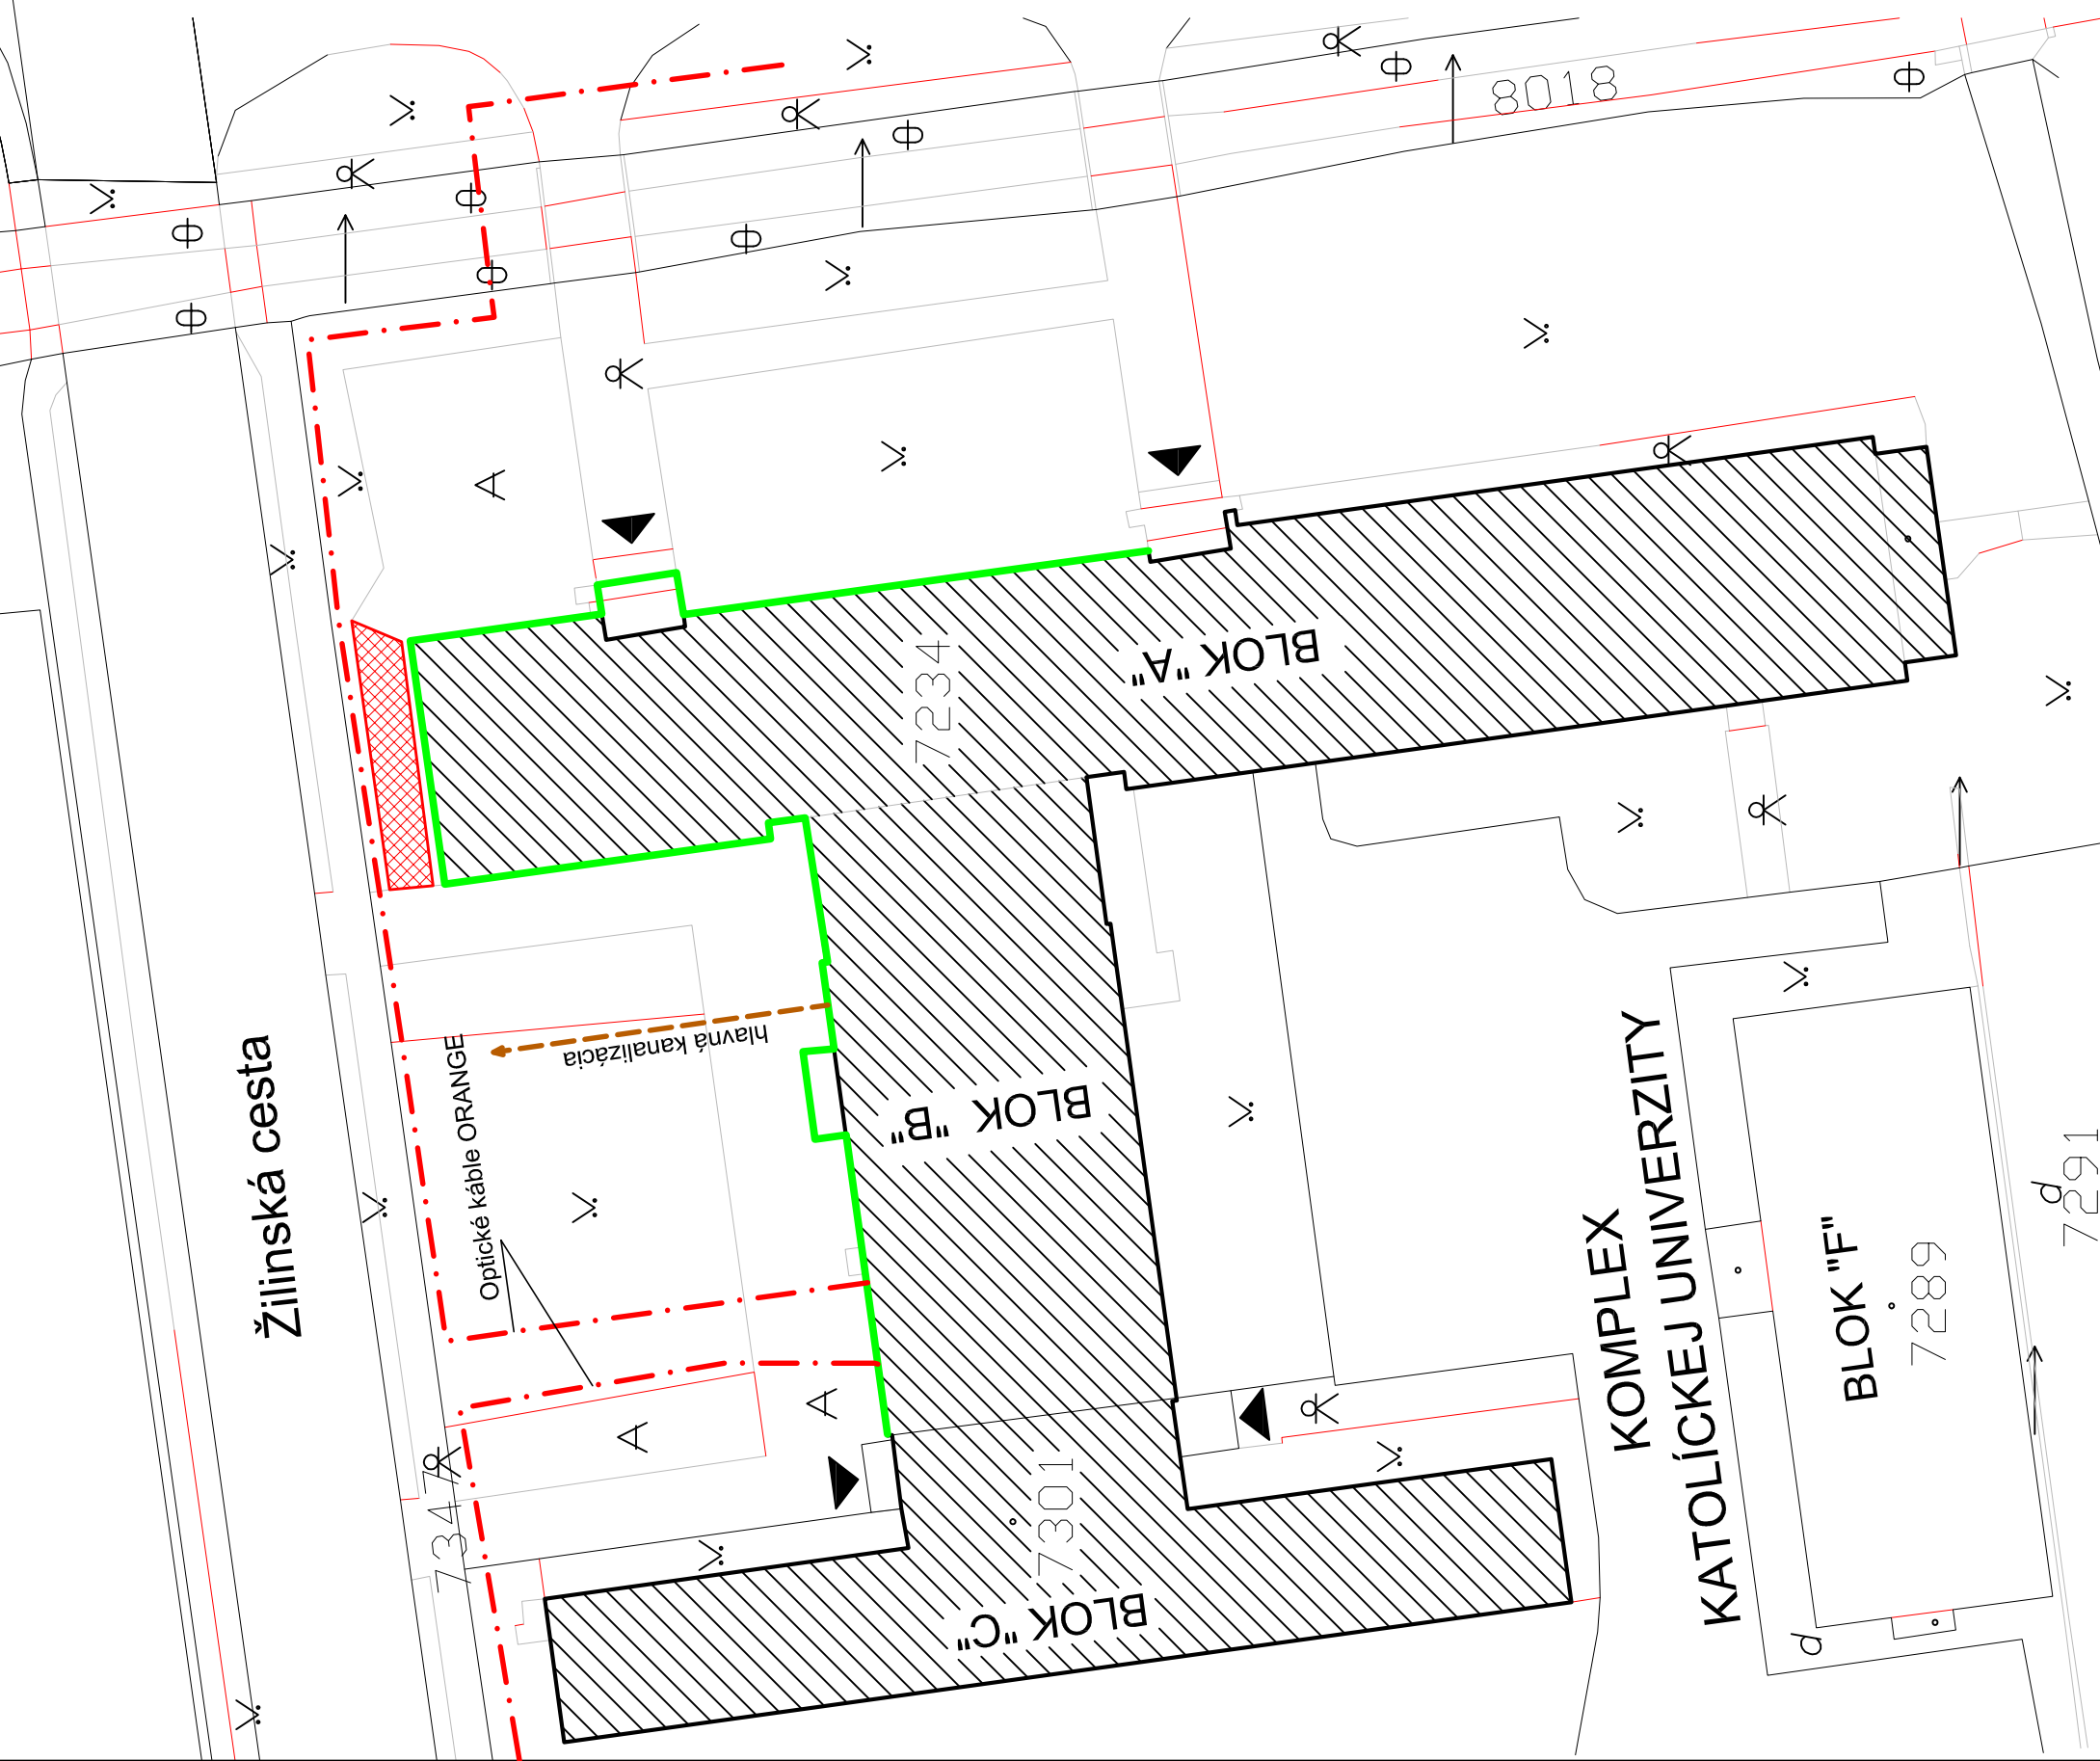 8018
7234
BLOK "A"
hlavná kanalizácia
Optické káble ORANGE
Žilinská cesta
BLOK "B"
KOMPLEX
KATOLÍCKEJ UNIVERZITY
BLOK "F"
7289
7291
7301
7347
BLOK "C"